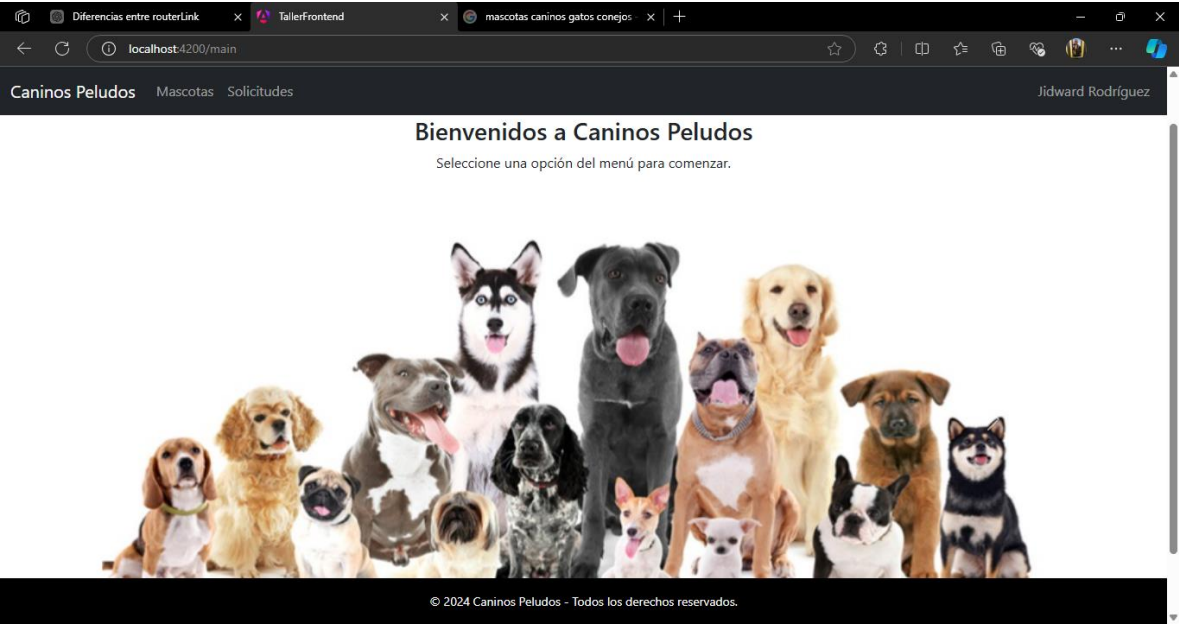 Diferencias entre routerLink
TallerFrontend
mascotas caninos gatos conejos -
localhost:4200/main
Caninos Peludos Mascotas Solicitudes Jidward Rodríguez
Bienvenidos a Caninos Peludos
Seleccione una opción del menú para comenzar.
© 2024 Caninos Peludos - Todos los derechos reservados.